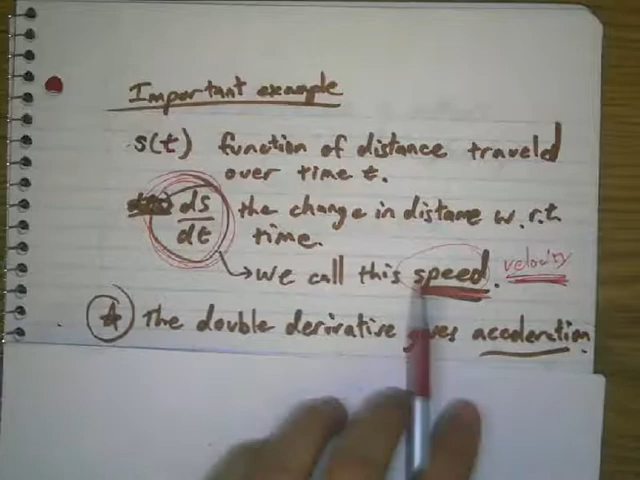 Important example
s(t) function of distance traveled
over time t.
ds/dt the change in distance w.r.t
time.
→ we call this speed. velocity
The double derivative gives acceleration.